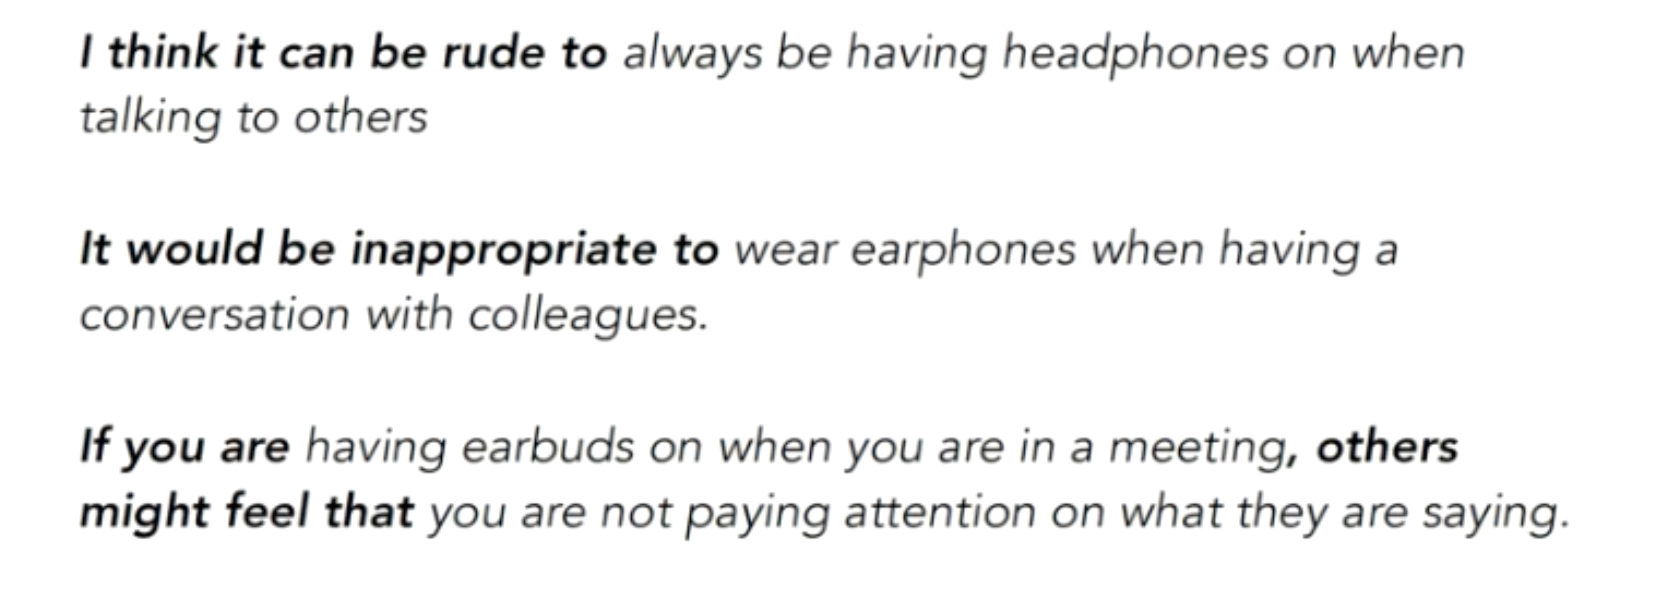 I think it can be rude to always be having headphones on when
talking to others
It would be inappropriate to wear earphones when having a
conversation with colleagues.
If you are having earbuds on when you are in a meeting, others
might feel that you are not paying attention on what they are saying.